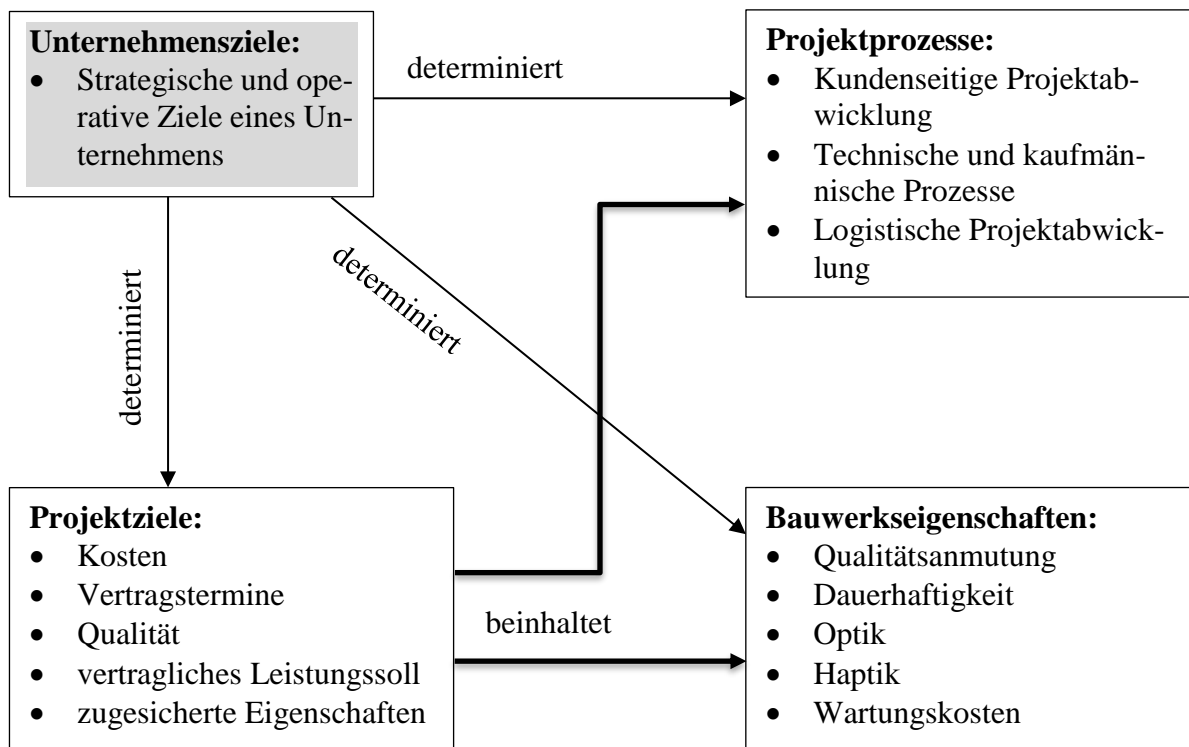 Unternehmensziele:
• Strategische und ope-
rative Ziele eines Un-
ternehmens
determiniert
Projektprozesse:
• Kundenseitige Projektab-
wicklung
• Technische und kaufmän-
nische Prozesse
• Logistische Projektabwick-
lung
determiniert
determiniert
Projektziele:
• Kosten
• Vertragstermine
• Qualität
• vertragliches Leistungssoll
• zugesicherte Eigenschaften
beinhaltet
Bauwerkseigenschaften:
• Qualitätsanmutung
• Dauerhaftigkeit
• Optik
• Haptik
• Wartungskosten